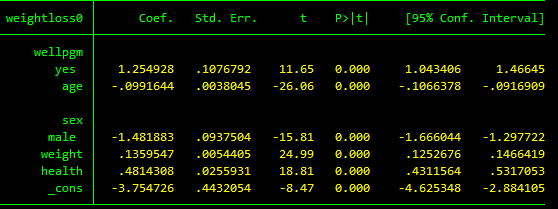 weightloss0 Coef. Std. Err. t P>|t| [95% Conf. Interval]
wellpgm
yes 1.254928 .1076792 11.65 0.000 1.043406 1.46645
age -.0991644 .0038045 -26.06 0.000 -.1066378 -.0916909
sex
male -1.481883 .0937504 -15.81 0.000 -1.666044 -1.297722
weight .1359547 .0054405 24.99 0.000 .1252676 .1466419
health .4814308 .0255931 18.81 0.000 .4311564 .5317053
_cons -3.754726 .4432054 -8.47 0.000 -4.625348 -2.884105